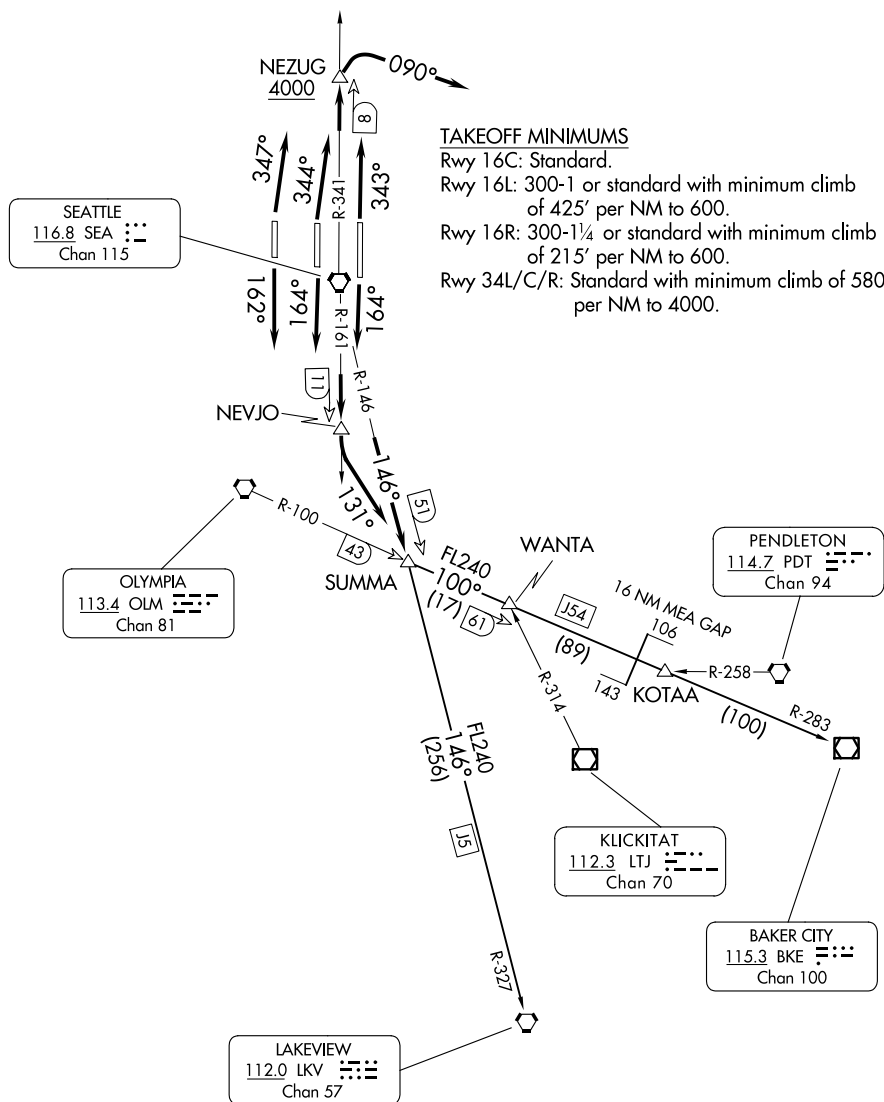 NEZUG
4000
090°
8
347°
344°
343°
R-341
TAKEOFF MINIMUMS
Rwy 16C: Standard.
Rwy 16L: 300-1 or standard with minimum climb
of 425' per NM to 600.
Rwy 16R: 300-1¼ or standard with minimum climb
of 215' per NM to 600.
Rwy 34L/C/R: Standard with minimum climb of 580
per NM to 4000.
SEATTLE
116.8 SEA
Chan 115
162°
164°
R-161
164°
11
R-146
NEVJO
131°
146°
51
R-100
43
OLYMPIA
113.4 OLM
Chan 81
SUMMA
FL240
100°
(17)
61
WANTA
J54
(89)
16 NM MEA GAP
106
143
KOTAA
R-258
PENDLETON
114.7 PDT
Chan 94
(100)
R-283
R-314
FL240
146°
(256)
J5
R-327
KLICKITAT
112.3 LTJ
Chan 70
BAKER CITY
115.3 BKE
Chan 100
LAKEVIEW
112.0 LKV
Chan 57